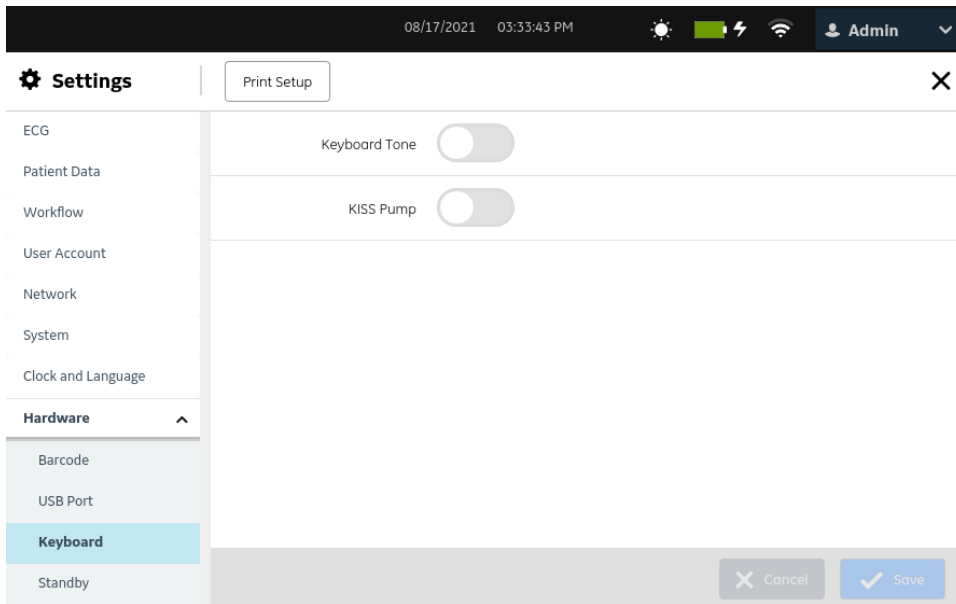 08/17/2021 03:33:43 PM Admin
Settings Print Setup
ECG
Patient Data
Workflow
User Account
Network
System
Clock and Language
Hardware
Barcode
USB Port
Keyboard
Standby
Keyboard Tone
KISS Pump
Cancel Save